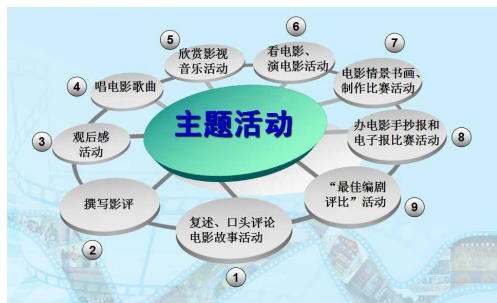 主题活动
①
复述、口头评论
电影故事活动
②
撰写影评
③
观后感
活动
④
唱电影歌曲
⑤
欣赏影视
音乐活动
⑥
看电影、
演电影活动
⑦
电影情景书画、
制作比赛活动
⑧
办电影手抄报和
电子报比赛活动
⑨
“最佳编剧
评比”活动